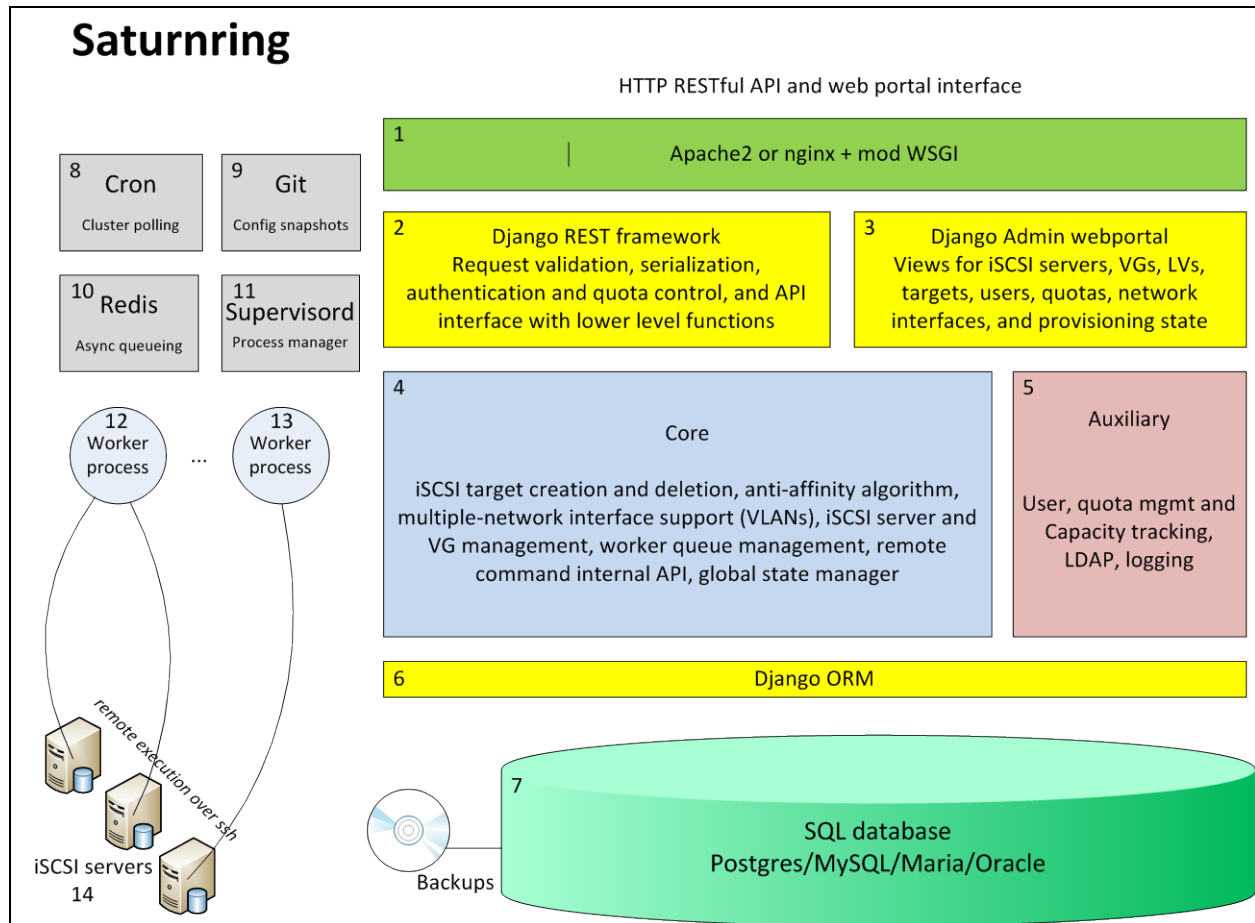 Saturnring
HTTP RESTful API and web portal interface
1
Apache2 or nginx + mod WSGI
8
Cron
Cluster polling
9
Git
Config snapshots
2
Django REST framework
Request validation, serialization,
authentication and quota control, and API
interface with lower level functions
3
Django Admin webportal
Views for iSCSI servers, VGs, LVs,
targets, users, quotas, network
interfaces, and provisioning state
10
Redis
Async queueing
11
Supervisord
Process manager
4
Core
iSCSI target creation and deletion, anti-affinity algorithm,
multiple-network interface support (VLANs), iSCSI server and
VG management, worker queue management, remote
command internal API, global state manager
5
Auxiliary
User, quota mgmt and
Capacity tracking,
LDAP, logging
12
Worker
process
...
13
Worker
process
6
Django ORM
remote execution over ssh
iSCSI servers
14
Backups
7
SQL database
Postgres/MySQL/Maria/Oracle